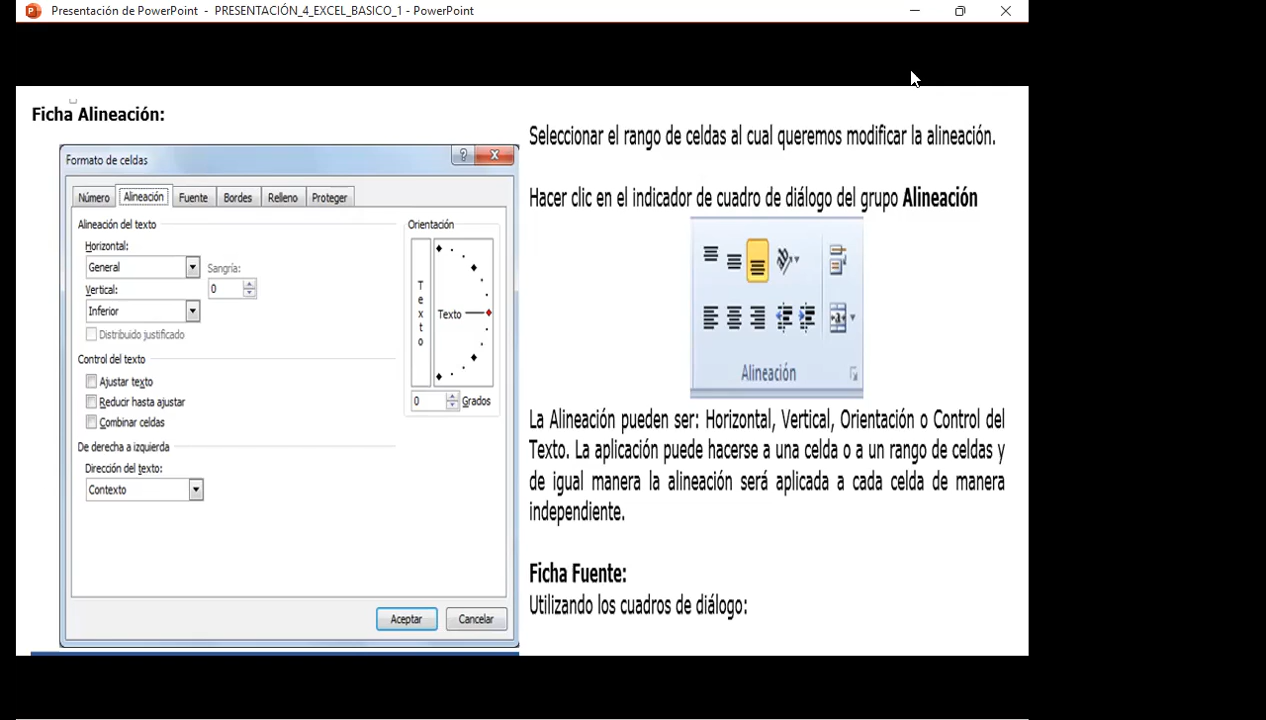 Presentación de PowerPoint - PRESENTACIÓN_4_EXCEL_BASICO_1 - PowerPoint
Ficha Alineación:
Formato de celdas
Número Alineación Fuente Bordes Relleno Proteger
Alineación del texto
Horizontal:
General
Sangría:
Vertical:
0
Inferior
Distribuido justificado
Control del texto
Ajustar texto
Reducir hasta ajustar
Combinar celdas
De derecha a izquierda
Dirección del texto:
Contexto
Orientación
Texto
Texto
0 Grados
Aceptar Cancelar
Seleccionar el rango de celdas al cual queremos modificar la alineación.
Hacer clic en el indicador de cuadro de diálogo del grupo Alineación
Alineación
La Alineación pueden ser: Horizontal, Vertical, Orientación o Control del
Texto. La aplicación puede hacerse a una celda o a un rango de celdas y
de igual manera la alineación será aplicada a cada celda de manera
independiente.
Ficha Fuente:
Utilizando los cuadros de diálogo: